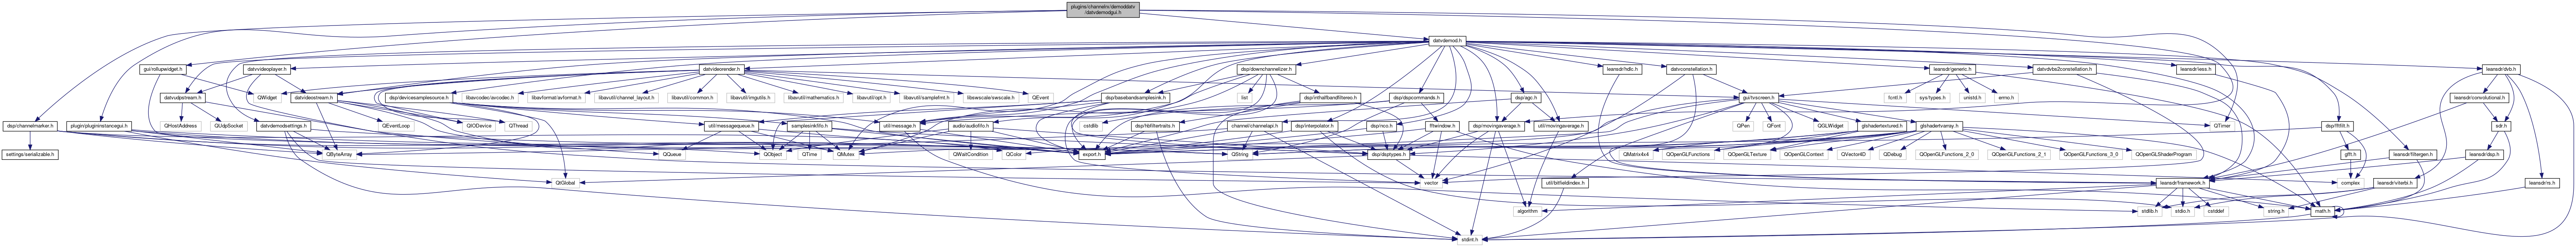 plugins/channelrx/demoddatv
/datvdemodgui.h
datvdemod.h
gui/rollupwidget.h
datvvideoplayer.h
datvideorender.h
dsp/downchannelizer.h
leansdr/hdlc.h
datvconstellation.h
leansdr/generic.h
datvdvbs2constellation.h
leansdr/iess.h
leansdr/dvb.h
datvudpstream.h
QWidget
datvideostream.h
dsp/devicesamplesource.h
libavcodec/avcodec.h
libavformat/avformat.h
libavutil/channel_layout.h
libavutil/common.h
libavutil/imgutils.h
libavutil/mathematics.h
libavutil/opt.h
libavutil/samplefmt.h
libswscale/swscale.h
QEvent
dsp/basebandsamplesink.h
list
dsp/inthalfbandfiltereo.h
dsp/dspcommands.h
dsp/agc.h
gui/tvscreen.h
fcntl.h
sys/types.h
unistd.h
errno.h
leansdr/convolutional.h
dsp/channelmarker.h
plugin/plugininstancegui.h
QHostAddress
QUdpSocket
datvdemodsettings.h
QEventLoop
QIODevice
QThread
util/messagequeue.h
samplesinkfifo.h
util/message.h
audio/audiofifo.h
cstdlib
dsp/hbfiltertraits.h
channel/channelapi.h
dsp/interpolator.h
dsp/nco.h
fftwindow.h
dsp/movingaverage.h
util/movingaverage.h
QPen
QFont
QGLWidget
glshadertextured.h
glshadertvarray.h
QTimer
dsp/fftfilt.h
sdr.h
settings/serializable.h
QByteArray
QQueue
QObject
QTime
QMutex
QWaitCondition
QColor
export.h
QString
dsp/dsptypes.h
QMatrix4x4
QOpenGLFunctions
QOpenGLTexture
QOpenGLContext
QVector4D
QDebug
QOpenGLFunctions_2_0
QOpenGLFunctions_2_1
QOpenGLFunctions_3_0
QOpenGLShaderProgram
gfft.h
leansdr/filtergen.h
leansdr/dsp.h
QtGlobal
vector
util/bitfieldindex.h
complex
leansdr/framework.h
leansdr/viterbi.h
leansdr/rs.h
algorithm
stdlib.h
stdio.h
cstddef
string.h
math.h
stdint.h